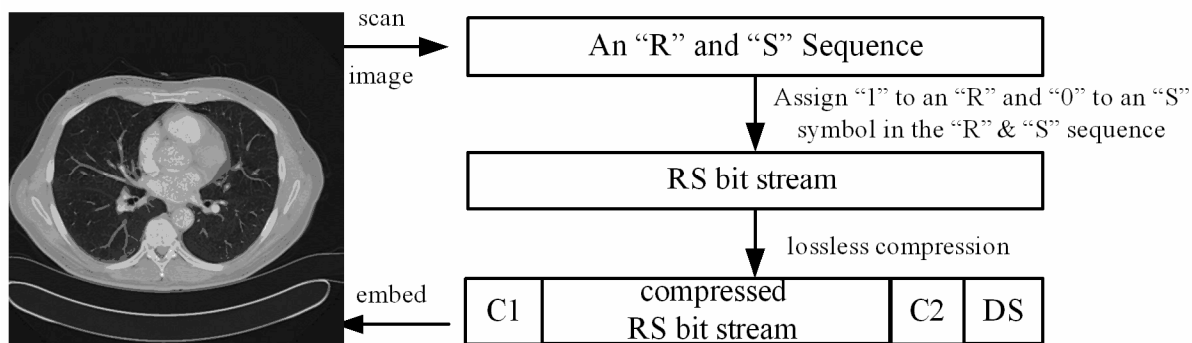 scan
image
An “R” and “S” Sequence
Assign “1” to an “R” and “0” to an “S”
symbol in the “R” & “S” sequence
RS bit stream
lossless compression
embed
C1
compressed
RS bit stream
C2
DS